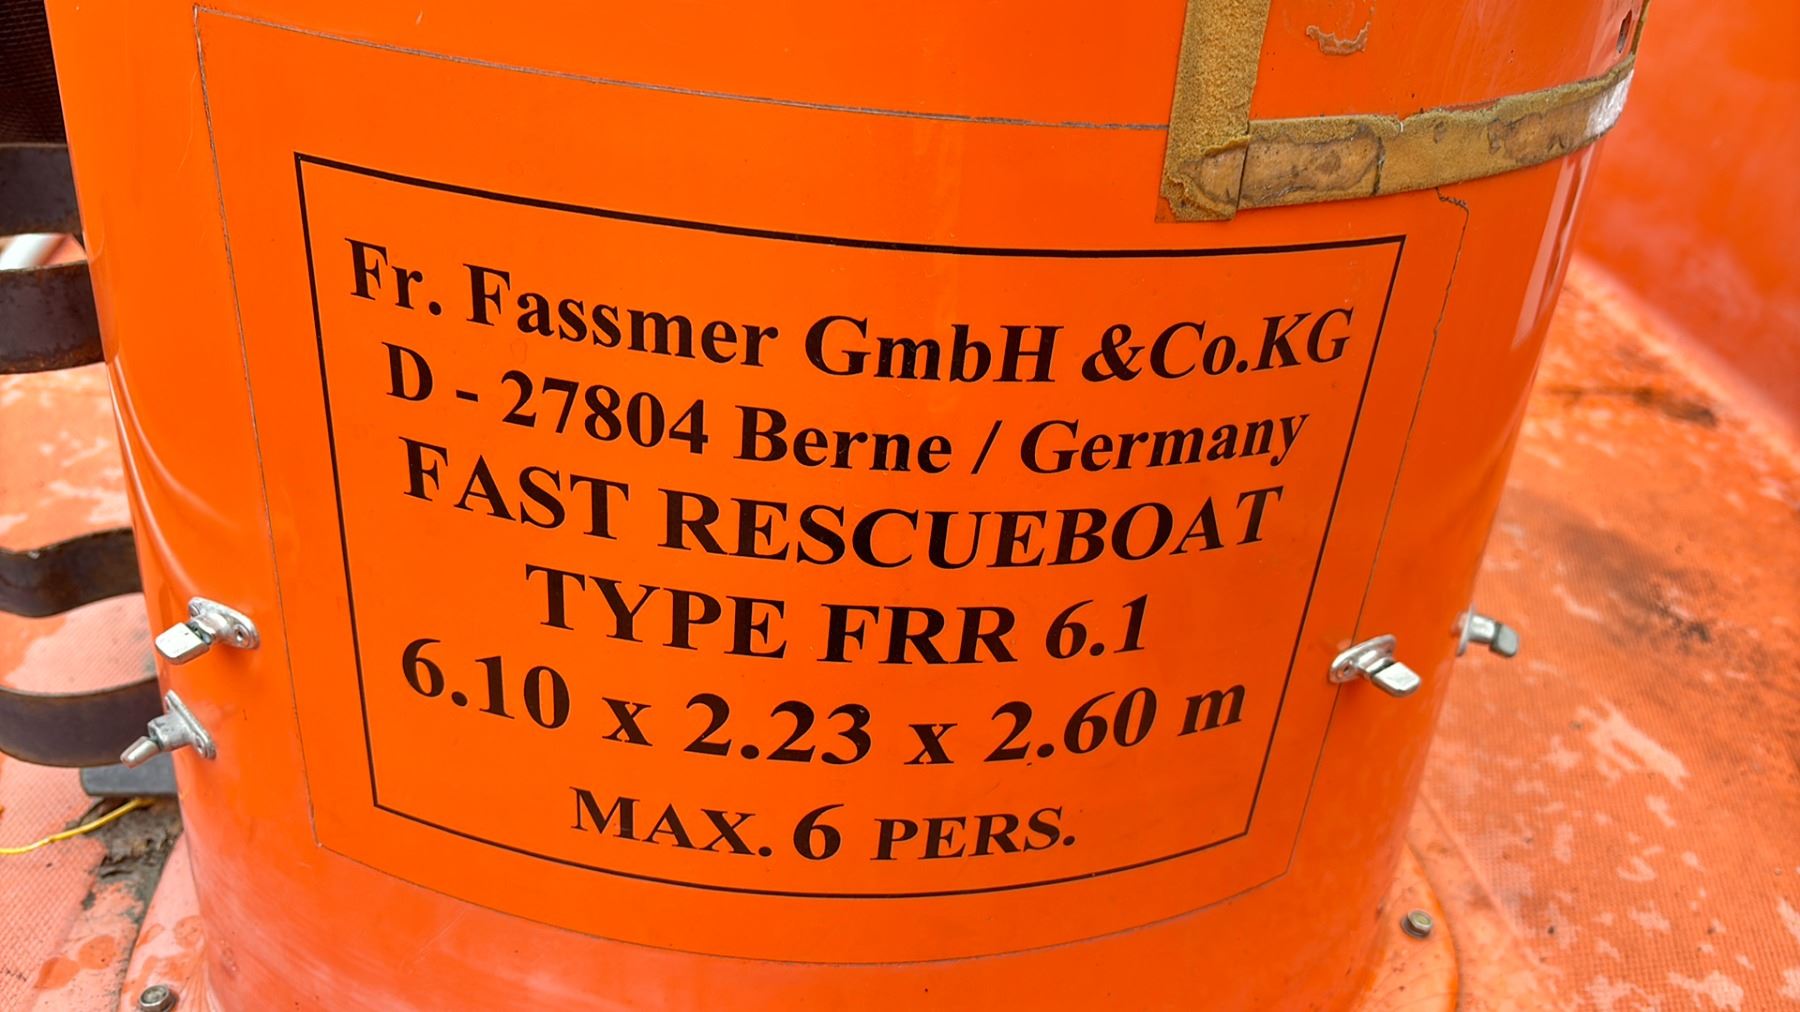 Fr. Fassmer GmbH &Co.KG
D - 27804 Berne / Germany
FAST RESCUEBOAT
TYPE FRR 6.1
6.10 x 2.23 x 2.60 m
MAX. 6 PERS.